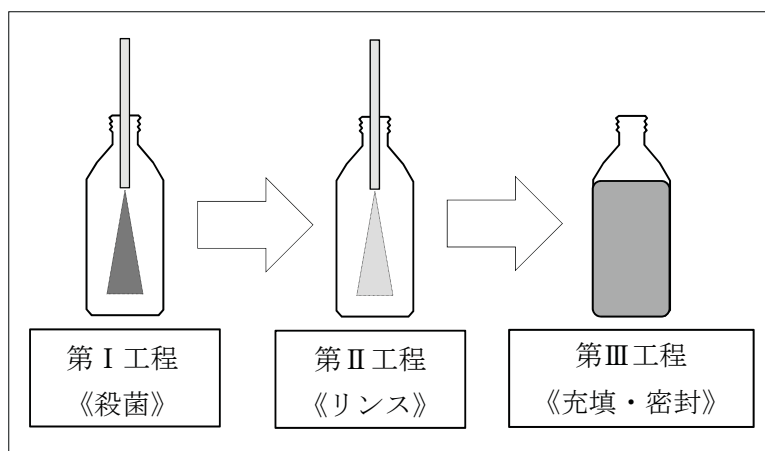 第Ⅰ工程
《殺菌》
第Ⅱ工程
《リンス》
第Ⅲ工程
《充填・密封》